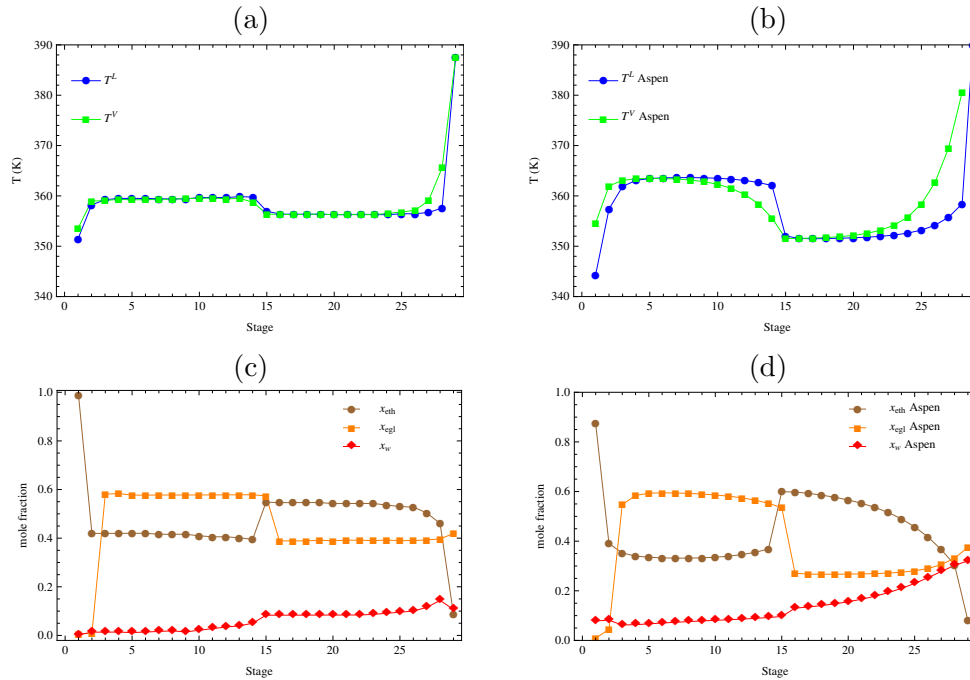 (a)
390
380
370
360
350
340
T (K)
T^L
T^V
0 5 10 15 20 25
Stage
(b)
390
380
370
360
350
340
T (K)
T^L Aspen
T^V Aspen
0 5 10 15 20 25
Stage
(c)
1.0
0.8
0.6
0.4
0.2
0.0
mole fraction
x_eth
x_egl
x_w
0 5 10 15 20 25
Stage
(d)
1.0
0.8
0.6
0.4
0.2
0.0
mole fraction
x_eth Aspen
x_egl Aspen
x_w Aspen
0 5 10 15 20 25
Stage